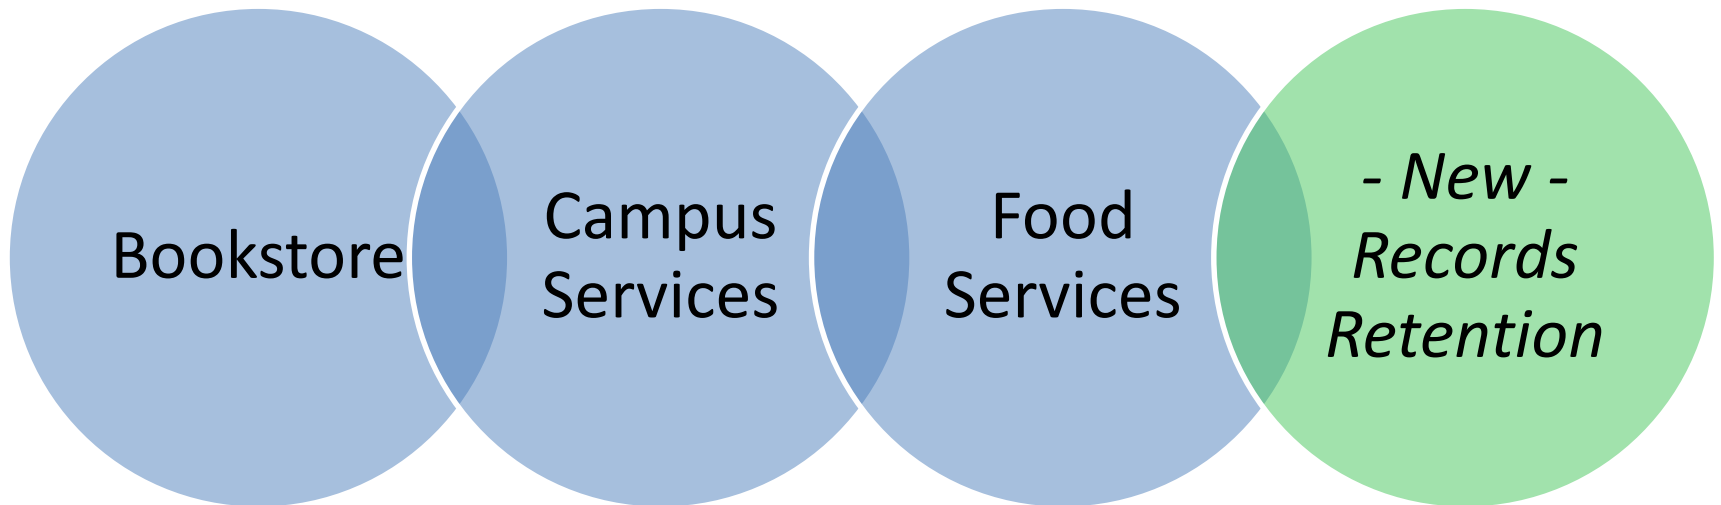 Bookstore
Campus
Services
Food
Services
- New -
Records
Retention